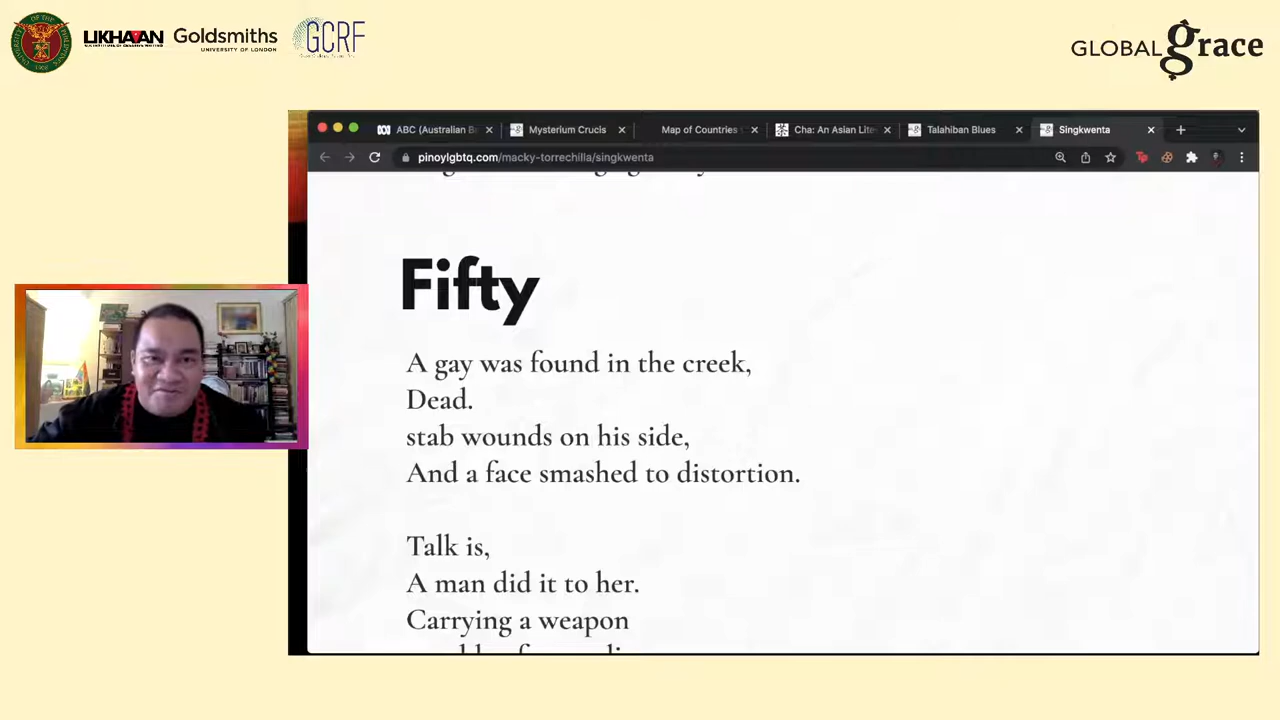 LIKHAAN
Goldsmiths
UNIVERSITY OF LONDON
GCRF
GLOBAL grace
ABC (Australian B
Mysterium Crucis
Map of Countries
Cha: An Asian Lite
Talahiban Blues
Singkwenta
pinoylgbtq.com/macky-torrechilla/singkwenta
Fifty
A gay was found in the creek,
Dead.
stab wounds on his side,
And a face smashed to distortion.
Talk is,
A man did it to her.
Carrying a weapon